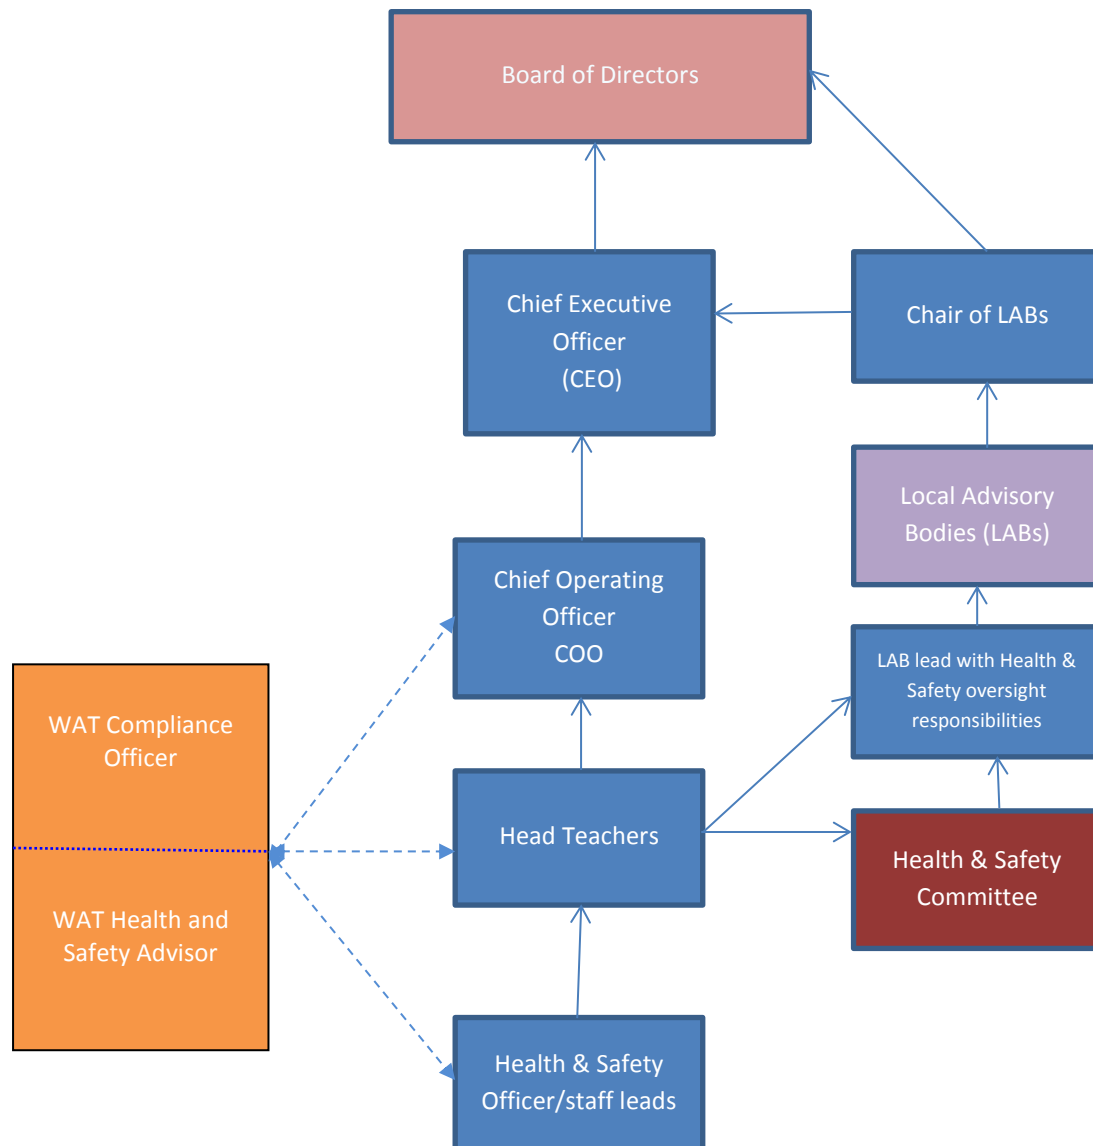 Board of Directors
Chief Executive
Officer
(CEO)
Chair of LABs
Local Advisory
Bodies (LABs)
Chief Operating
Officer
COO
LAB lead with Health &
Safety oversight
responsibilities
WAT Compliance
Officer
Head Teachers
Health & Safety
Committee
WAT Health and
Safety Advisor
Health & Safety
Officer/staff leads